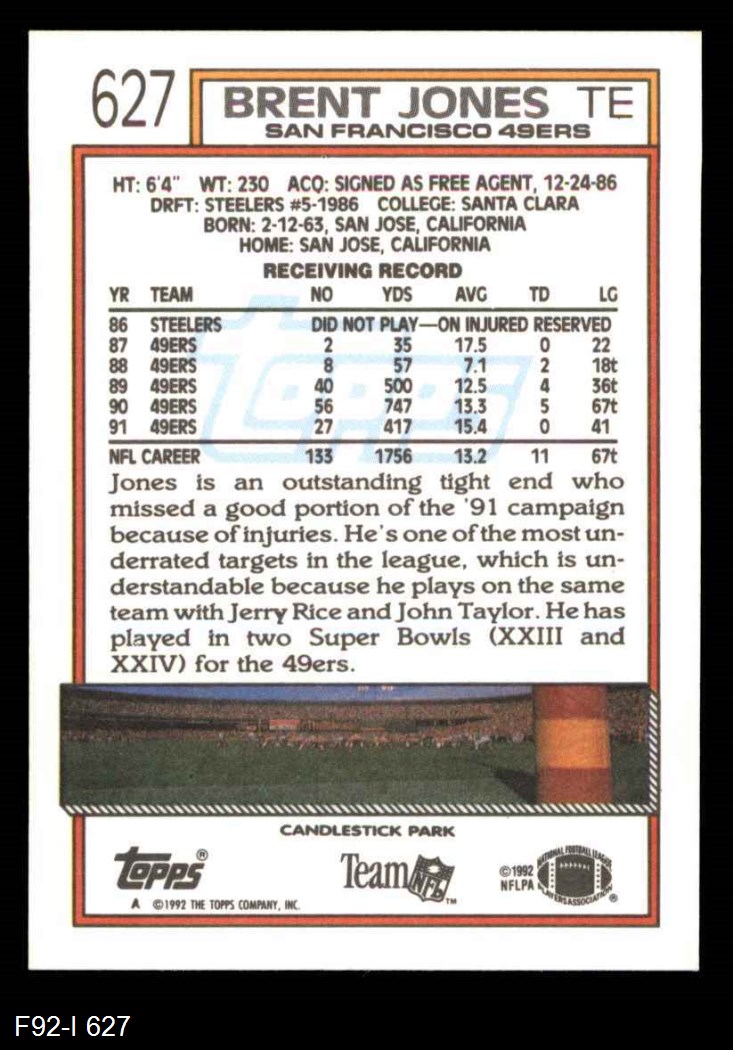 627
BRENT JONES TE
SAN FRANCISCO 49ERS
HT: 6'4" WT: 230 ACQ: SIGNED AS FREE AGENT, 12-24-86
DRFT: STEELERS #5-1986 COLLEGE: SANTA CLARA
BORN: 2-12-63, SAN JOSE, CALIFORNIA
HOME: SAN JOSE, CALIFORNIA
RECEIVING RECORD
YR TEAM NO YDS AVG TD LG
86 STEELERS DID NOT PLAY—ON INJURED RESERVED
87 49ERS 2 35 17.5 0 22
88 49ERS 8 57 7.1 2 18t
89 49ERS 40 500 12.5 4 36t
90 49ERS 56 747 13.3 5 67t
91 49ERS 27 417 15.4 0 41
NFL CAREER 133 1756 13.2 11 67t
topps
Jones is an outstanding tight end who
missed a good portion of the '91 campaign
because of injuries. He's one of the most un-
derrated targets in the league, which is un-
derstandable because he plays on the same
team with Jerry Rice and John Taylor. He has
played in two Super Bowls (XXIII and
XXIV) for the 49ers.
CANDLESTICK PARK
topps®
Team NFL™
©1992
NFLPA
NATIONAL FOOTBALL LEAGUE
PLAYERS ASSOCIATION®
A ©1992 THE TOPPS COMPANY, INC.
F92-I 627